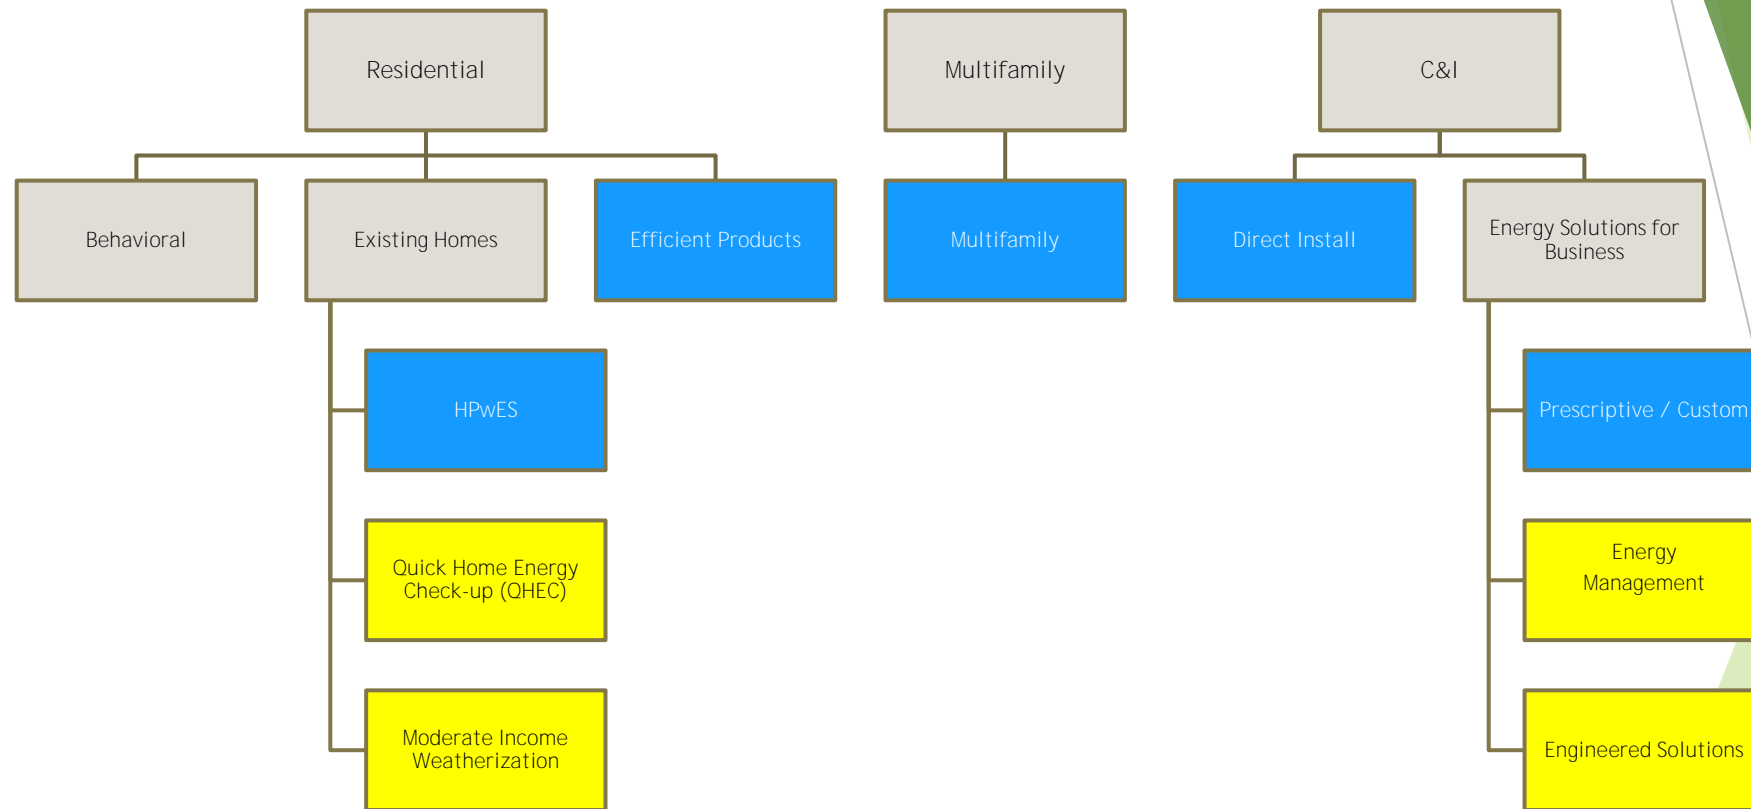 Residential
Multifamily
C&I
Behavioral
Existing Homes
Efficient Products
Multifamily
Direct Install
Energy Solutions for
Business
HPwES
Prescriptive / Custom
Quick Home Energy
Check-up (QHEC)
Energy
Management
Moderate Income
Weatherization
Engineered Solutions